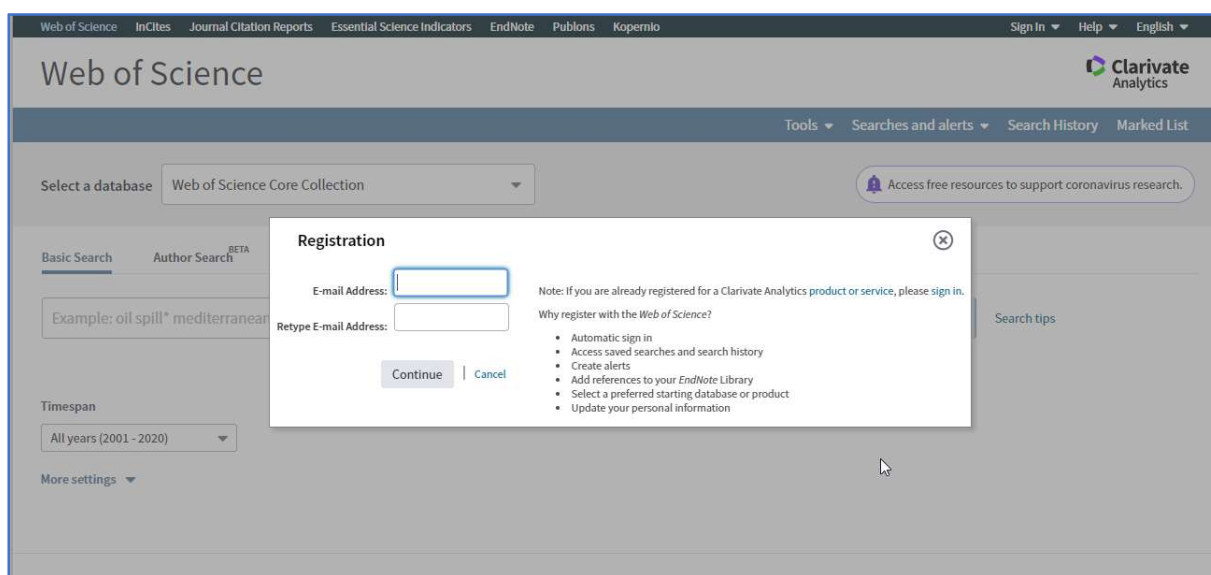 Web of Science InCites Journal Citation Reports Essential Science Indicators EndNote Publons Kopernio Sign In Help English
Web of Science
Clarivate
Analytics
Tools Searches and alerts Search History Marked List
Select a database Web of Science Core Collection
Access free resources to support coronavirus research.
Basic Search Author Search BETA
Example: oil spill* mediterranean
Search tips
Timespan
All years (2001 - 2020)
More settings
Registration
E-mail Address:
Retype E-mail Address:
Continue | Cancel
Note: If you are already registered for a Clarivate Analytics product or service, please sign in.
Why register with the Web of Science?
• Automatic sign in
• Access saved searches and search history
• Create alerts
• Add references to your EndNote Library
• Select a preferred starting database or product
• Update your personal information